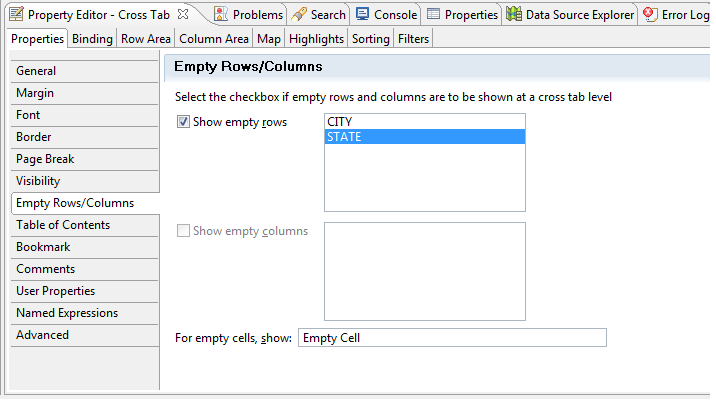 Property Editor - Cross Tab Problems Search Console Properties Data Source Explorer Error Log
Properties Binding Row Area Column Area Map Highlights Sorting Filters
General
Margin
Font
Border
Page Break
Visibility
Empty Rows/Columns
Table of Contents
Bookmark
Comments
User Properties
Named Expressions
Advanced
Empty Rows/Columns
Select the checkbox if empty rows and columns are to be shown at a cross tab level
Show empty rows
CITY
STATE
Show empty columns
For empty cells, show: Empty Cell